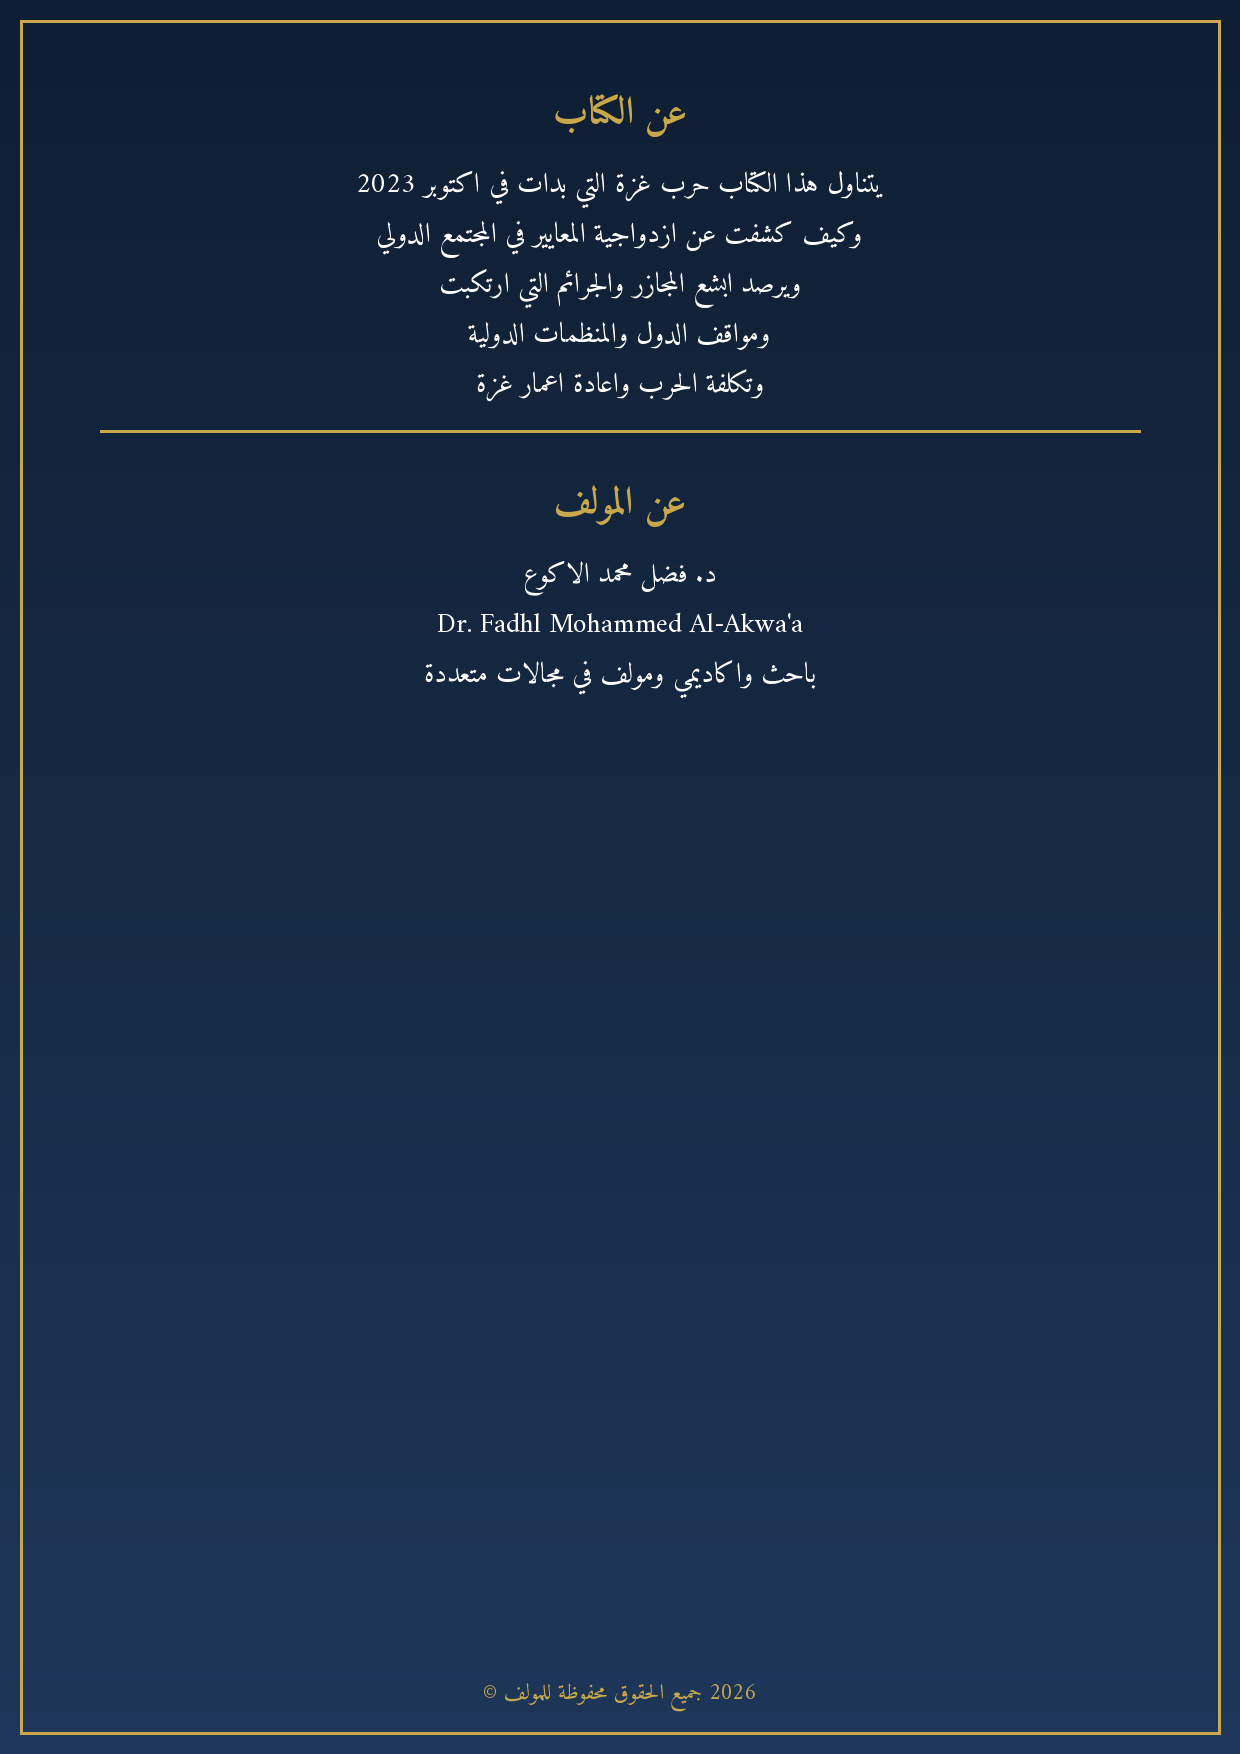 عن الكتاب
يتناول هذا الكتاب حرب غزة التي بدات في اكتوبر 2023
وكيف كشفت عن ازدواجية المعايير في المجتمع الدولي
ويرصد ابشع المجازر والجرائم التي ارتكبت
ومواقف الدول والمنظمات الدولية
وتكلفة الحرب واعادة اعمار غزة
عن المولف
د. فضل محمد الاكوع
Dr. Fadhl Mohammed Al-Akwa'a
باحث واكاديمي ومولف في مجالات متعددة
2026 جميع الحقوق محفوظة للمولف ©